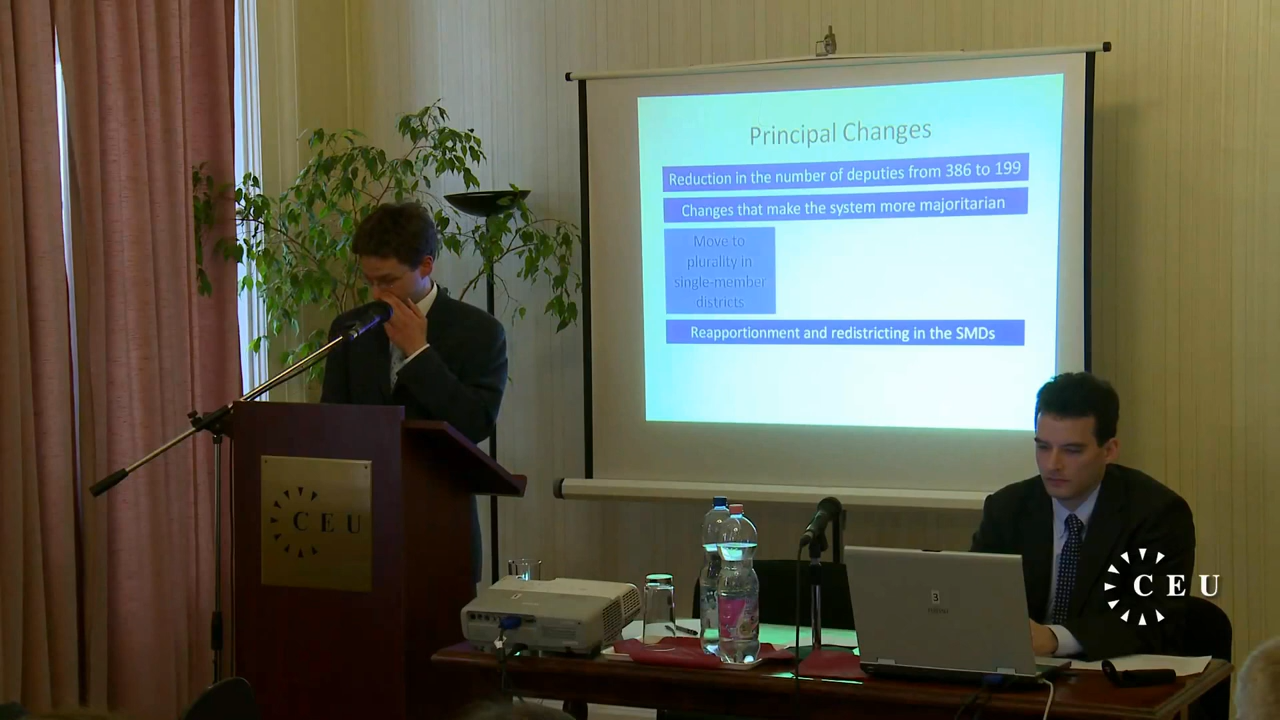 Principal Changes
Reduction in the number of deputies from 386 to 199
Changes that make the system more majoritarian
Move to
plurality in
single-member
districts
Reapportionment and redistricting in the SMDs
CEU
3
CEU